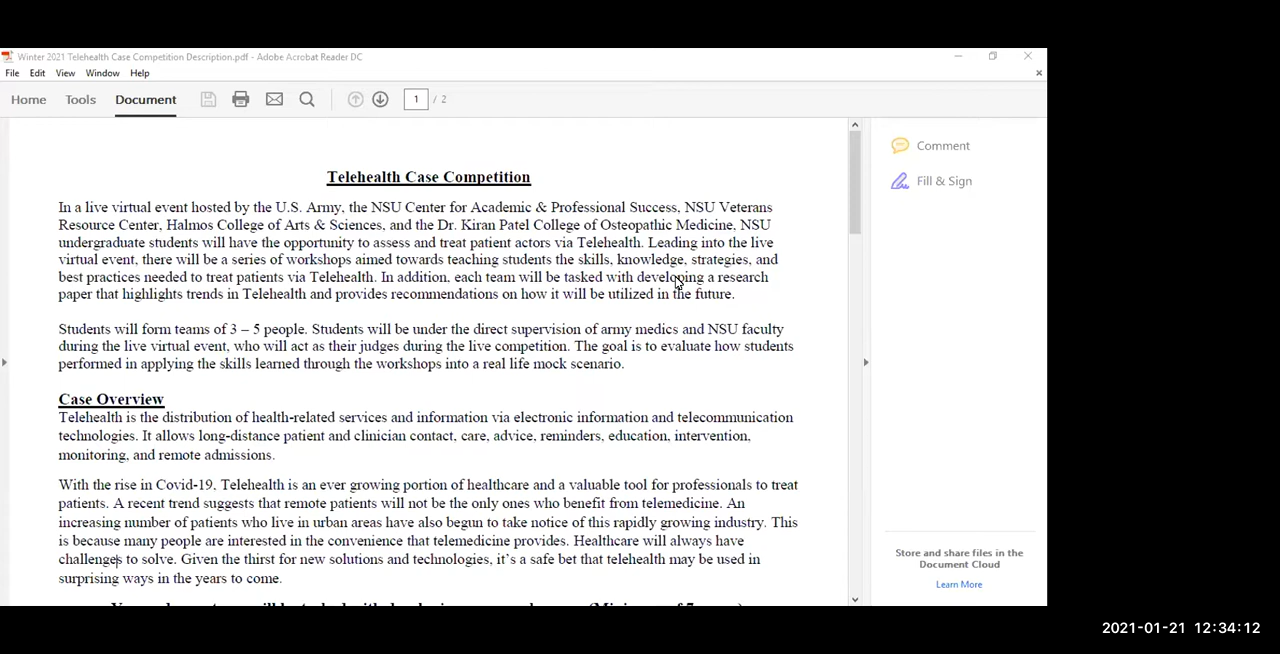 Winter 2021 Telehealth Case Competition Description.pdf - Adobe Acrobat Reader DC
File Edit View Window Help
Home Tools Document 1 / 2
Telehealth Case Competition
In a live virtual event hosted by the U.S. Army, the NSU Center for Academic & Professional Success, NSU Veterans
Resource Center, Halmos College of Arts & Sciences, and the Dr. Kiran Patel College of Osteopathic Medicine, NSU
undergraduate students will have the opportunity to assess and treat patient actors via Telehealth. Leading into the live
virtual event, there will be a series of workshops aimed towards teaching students the skills, knowledge, strategies, and
best practices needed to treat patients via Telehealth. In addition, each team will be tasked with developing a research
paper that highlights trends in Telehealth and provides recommendations on how it will be utilized in the future.
Students will form teams of 3 – 5 people. Students will be under the direct supervision of army medics and NSU faculty
during the live virtual event, who will act as their judges during the live competition. The goal is to evaluate how students
performed in applying the skills learned through the workshops into a real life mock scenario.
Case Overview
Telehealth is the distribution of health-related services and information via electronic information and telecommunication
technologies. It allows long-distance patient and clinician contact, care, advice, reminders, education, intervention,
monitoring, and remote admissions.
With the rise in Covid-19, Telehealth is an ever growing portion of healthcare and a valuable tool for professionals to treat
patients. A recent trend suggests that remote patients will not be the only ones who benefit from telemedicine. An
increasing number of patients who live in urban areas have also begun to take notice of this rapidly growing industry. This
is because many people are interested in the convenience that telemedicine provides. Healthcare will always have
challenges to solve. Given the thirst for new solutions and technologies, it's a safe bet that telehealth may be used in
surprising ways in the years to come.
Comment
Fill & Sign
Store and share files in the
Document Cloud
Learn More
2021-01-21 12:34:12